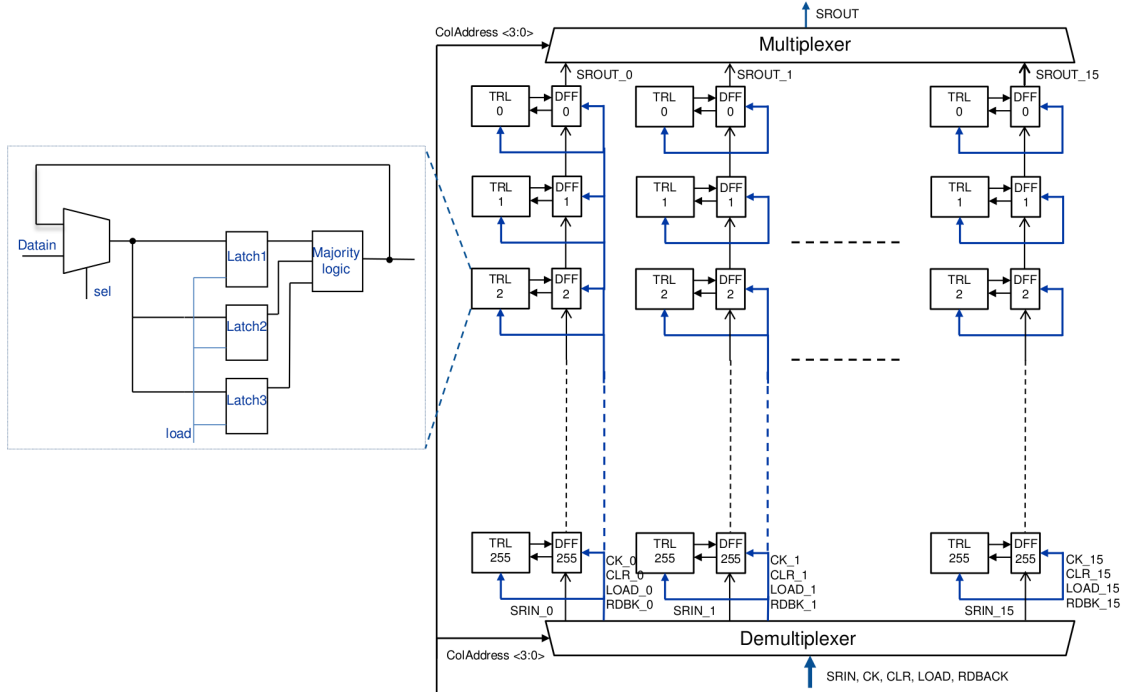 SROUT
ColAddress <3:0>
Multiplexer
SROUT_0
SROUT_1
SROUT_15
TRL
0
DFF
0
TRL
0
DFF
0
TRL
0
DFF
0
TRL
1
DFF
1
TRL
1
DFF
1
TRL
1
DFF
1
TRL
2
DFF
2
TRL
2
DFF
2
TRL
2
DFF
2
Datain
sel
Latch1
Majority
logic
Latch2
Latch3
load
TRL
255
DFF
255
CK_0
CLR_0
LOAD_0
RDBK_0
TRL
255
DFF
255
CK_1
CLR_1
LOAD_1
RDBK_1
TRL
255
DFF
255
CK_15
CLR_15
LOAD_15
RDBK_15
SRIN_0
SRIN_1
SRIN_15
Demultiplexer
ColAddress <3:0>
SRIN, CK, CLR, LOAD, RDBACK